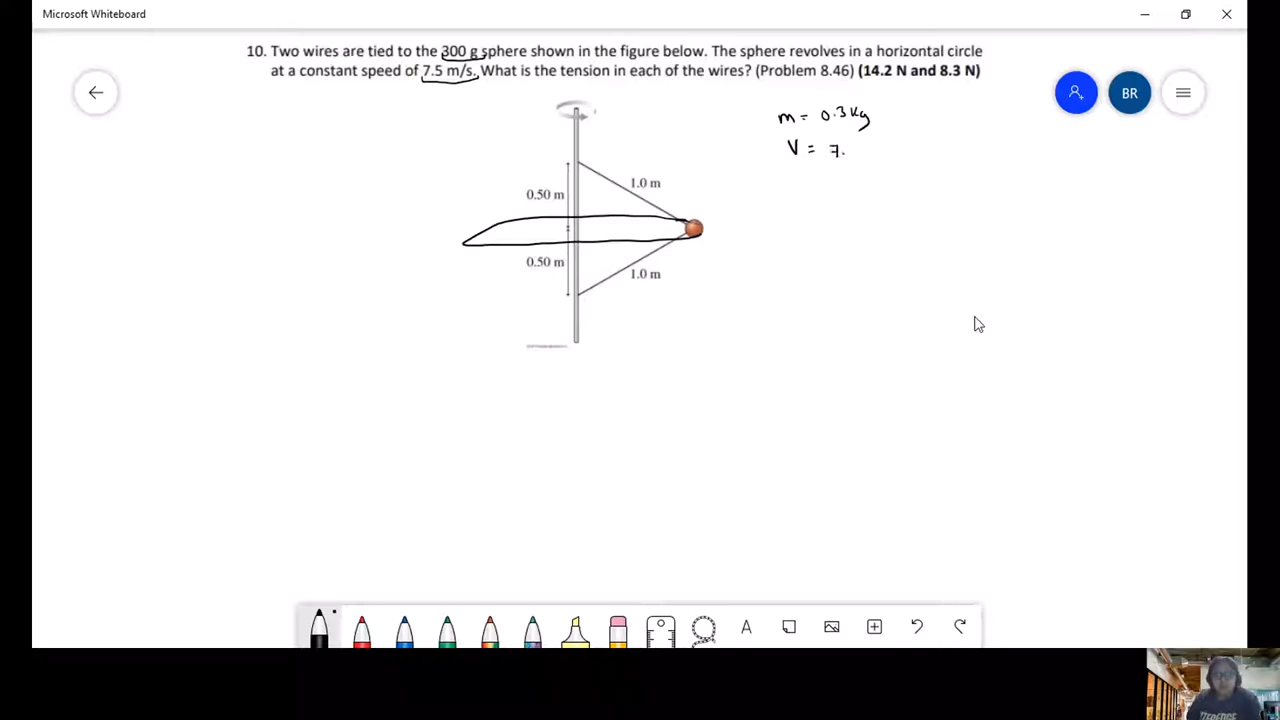 Microsoft Whiteboard
10. Two wires are tied to the 300 g sphere shown in the figure below. The sphere revolves in a horizontal circle
at a constant speed of 7.5 m/s. What is the tension in each of the wires? (Problem 8.46) (14.2 N and 8.3 N)
BR
m = 0.3 kg
V = 7.
1.0 m
0.50 m
0.50 m
1.0 m
A